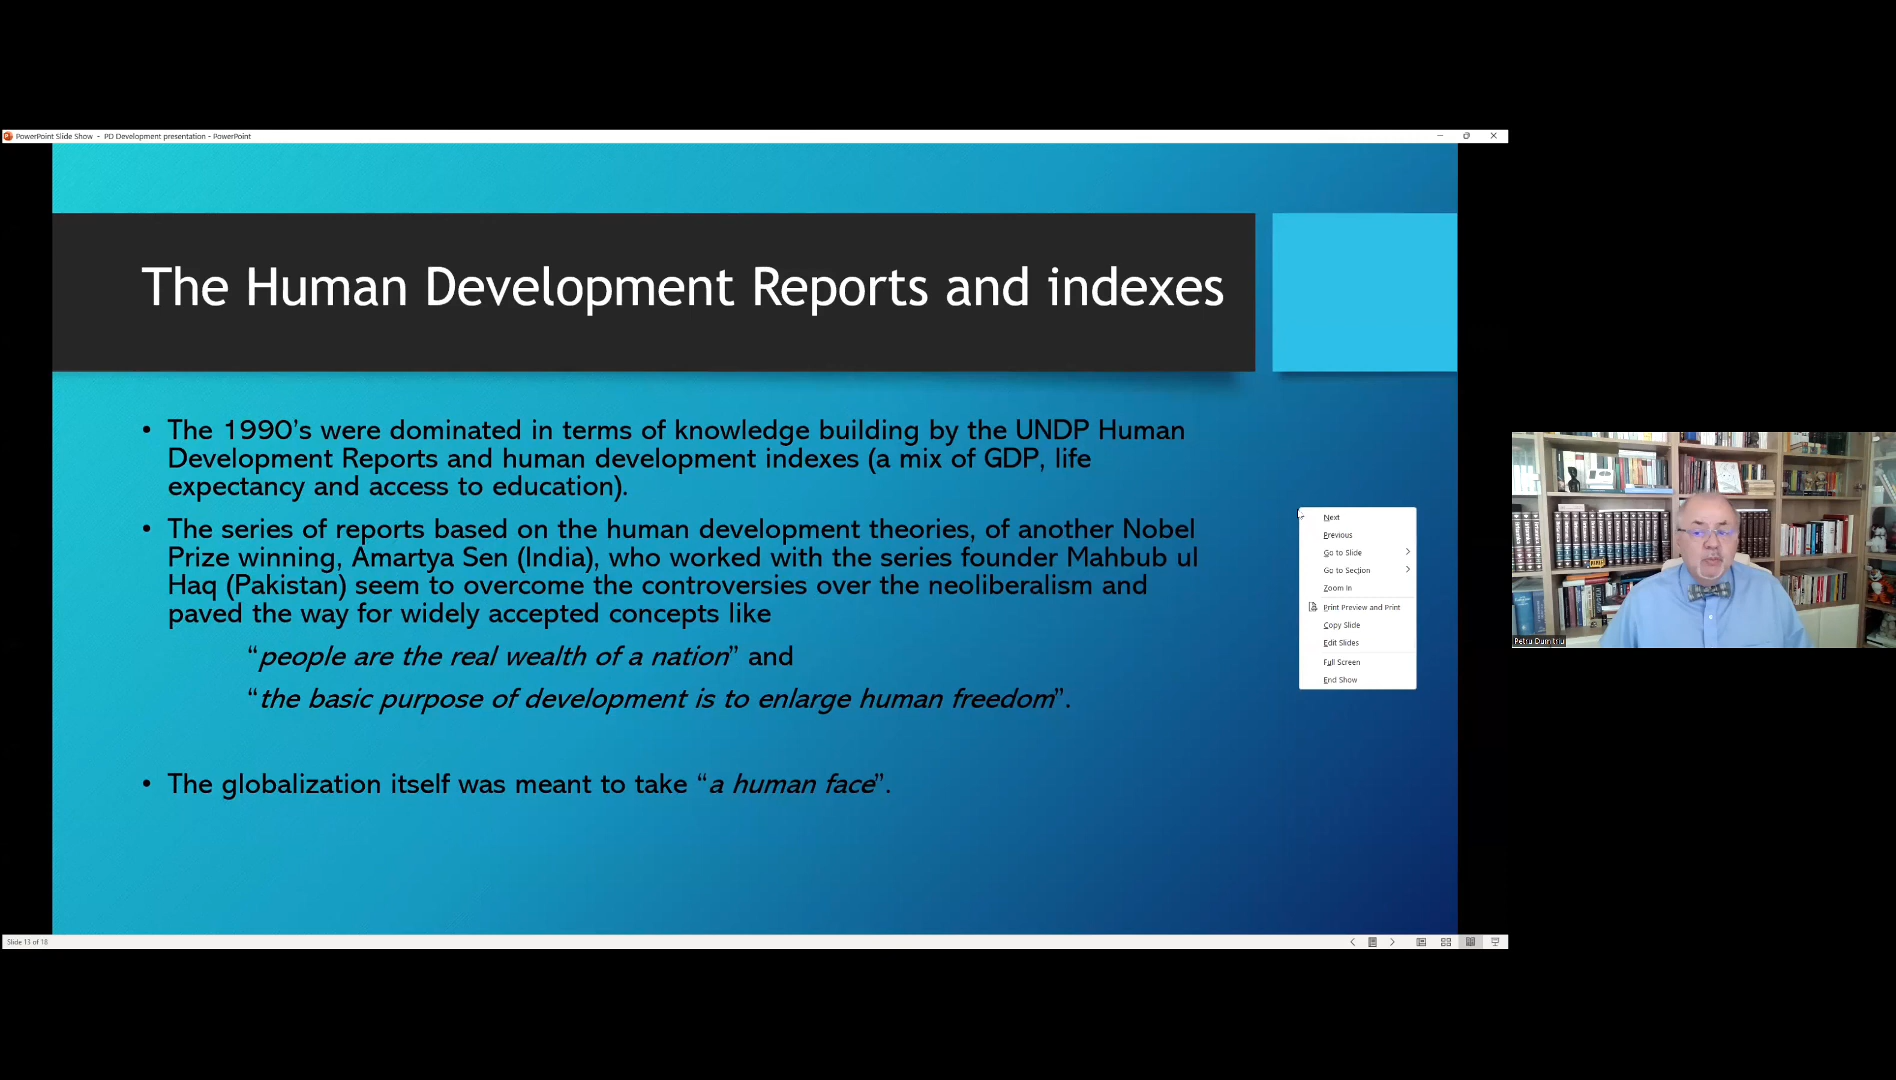 PowerPoint Slide Show - PD Development presentation - PowerPoint
The Human Development Reports and indexes
• The 1990's were dominated in terms of knowledge building by the UNDP Human
Development Reports and human development indexes (a mix of GDP, life
expectancy and access to education).
• The series of reports based on the human development theories, of another Nobel
Prize winning, Amartya Sen (India), who worked with the series founder Mahbub ul
Haq (Pakistan) seem to overcome the controversies over the neoliberalism and
paved the way for widely accepted concepts like
“people are the real wealth of a nation” and
“the basic purpose of development is to enlarge human freedom”.
• The globalization itself was meant to take “a human face”.
Next
Previous
Go to Slide
Go to Section
Zoom In
Print Preview and Print
Copy Slide
Edit Slides
Full Screen
End Show
Petru Dumitriu
Slide 13 of 18